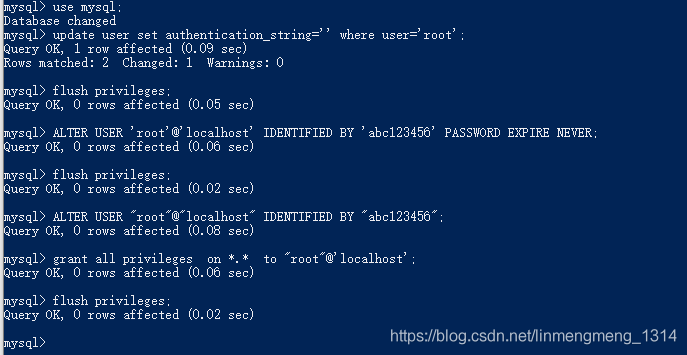 mysql> use mysql;
Database changed
mysql> update user set authentication_string='' where user='root';
Query OK, 1 row affected (0.09 sec)
Rows matched: 2  Changed: 1  Warnings: 0
mysql> flush privileges;
Query OK, 0 rows affected (0.05 sec)
mysql> ALTER USER 'root'@'localhost' IDENTIFIED BY 'abc123456' PASSWORD EXPIRE NEVER;
Query OK, 0 rows affected (0.06 sec)
mysql> flush privileges;
Query OK, 0 rows affected (0.02 sec)
mysql> ALTER USER "root"@"localhost" IDENTIFIED BY "abc123456";
Query OK, 0 rows affected (0.08 sec)
mysql> grant all privileges  on *.*  to "root"@'localhost';
Query OK, 0 rows affected (0.06 sec)
mysql> flush privileges;
Query OK, 0 rows affected (0.02 sec)
mysql>
https://blog.csdn.net/linmengmeng_1314